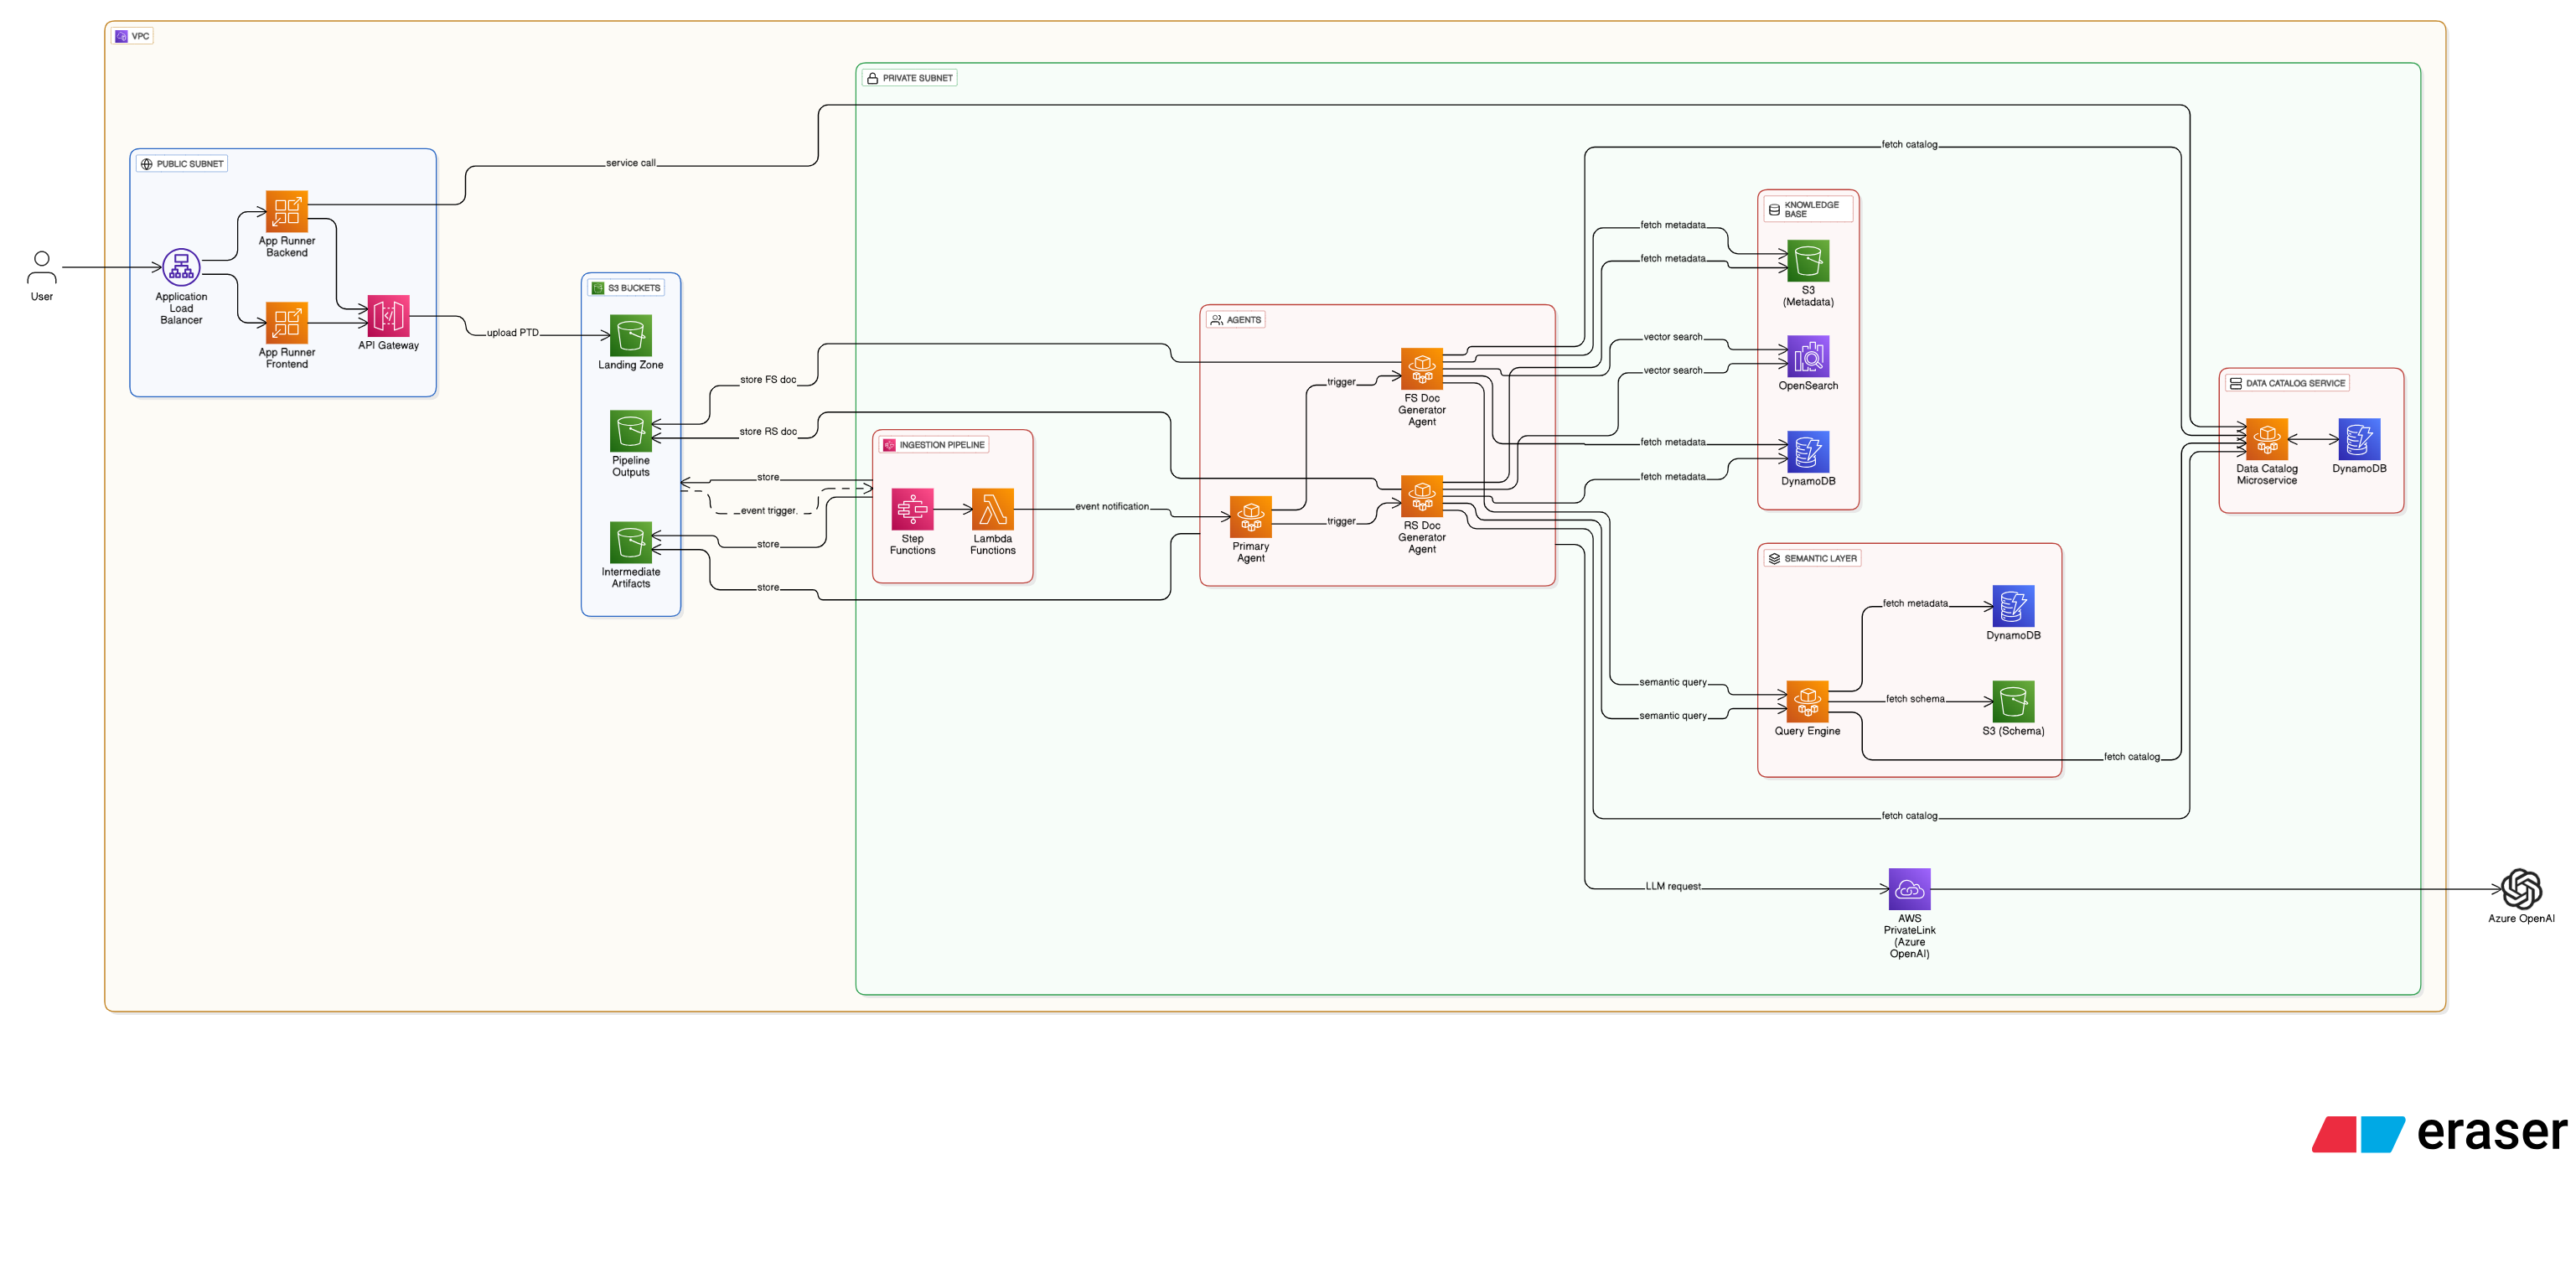 VPC
PRIVATE SUBNET
PUBLIC SUBNET
service call
fetch catalog
App Runner
Backend
User
Application
Load
Balancer
App Runner
Frontend
API Gateway
upload PTD
S3 BUCKETS
Landing Zone
Pipeline
Outputs
Intermediate
Artifacts
store FS doc
store RS doc
store
event trigger
store
store
INGESTION PIPELINE
Step
Functions
Lambda
Functions
event notification
AGENTS
trigger
trigger
Primary
Agent
FS Doc
Generator
Agent
RS Doc
Generator
Agent
fetch metadata
fetch metadata
vector search
vector search
fetch metadata
fetch metadata
KNOWLEDGE
BASE
S3
(Metadata)
OpenSearch
DynamoDB
DATA CATALOG SERVICE
Data Catalog
Microservice
DynamoDB
SEMANTIC LAYER
semantic query
semantic query
Query Engine
fetch metadata
fetch schema
DynamoDB
S3 (Schema)
fetch catalog
fetch catalog
LLM request
AWS
PrivateLink
(Azure
OpenAI)
Azure OpenAI
eraser